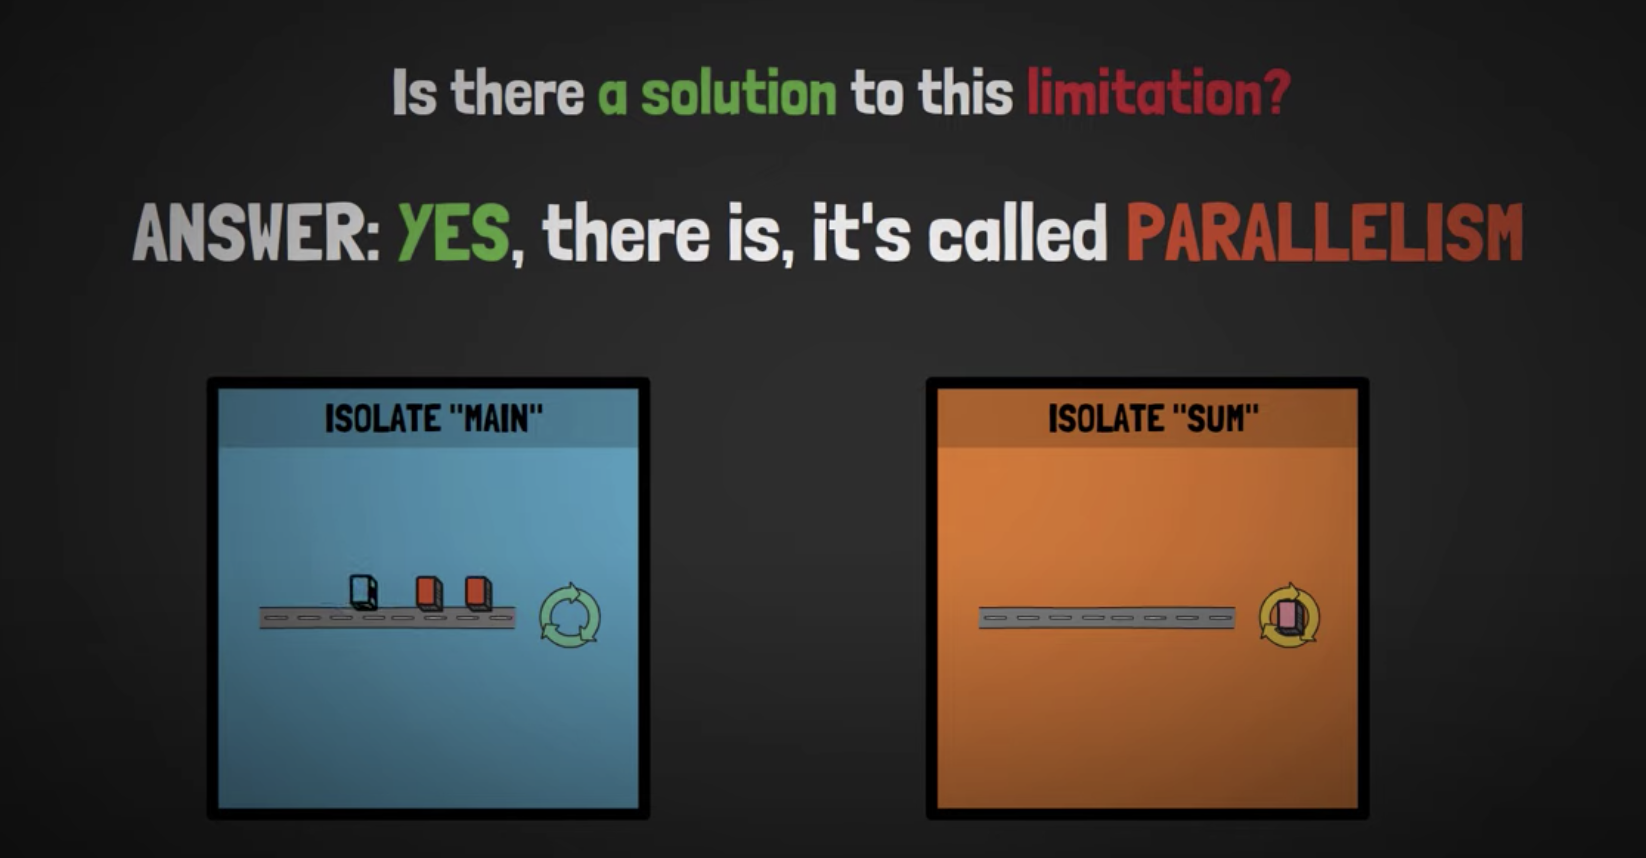 Is there a solution to this limitation?
ANSWER: YES, there is, it's called PARALLELISM
ISOLATE "MAIN"
ISOLATE "SUM"